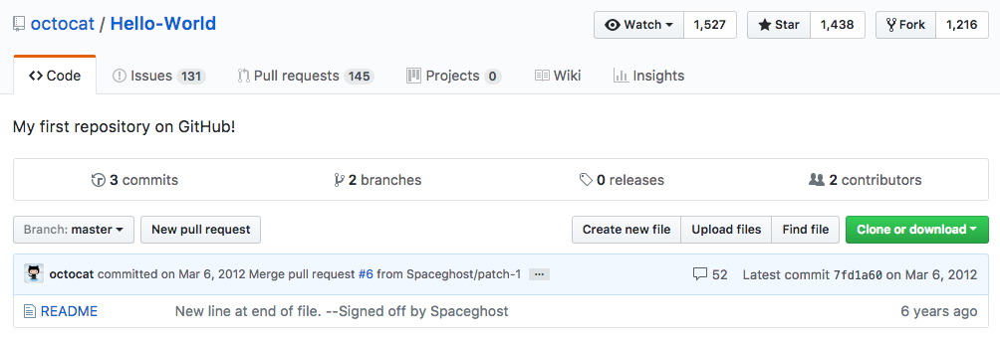 octocat / Hello-World Watch 1,527 Star 1,438 Fork 1,216
Code Issues 131 Pull requests 145 Projects 0 Wiki Insights
My first repository on GitHub!
3 commits 2 branches 0 releases 2 contributors
Branch: master New pull request Create new file Upload files Find file Clone or download
octocat committed on Mar 6, 2012 Merge pull request #6 from Spaceghost/patch-1 ... 52 Latest commit 7fd1a60 on Mar 6, 2012
README New line at end of file. --Signed off by Spaceghost 6 years ago